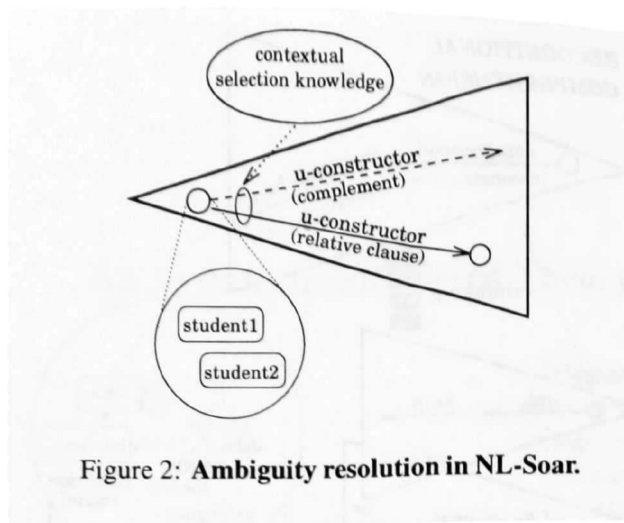 contextual
selection knowledge
u-constructor
(complement)
u-constructor
(relative clause)
student1
student2
Figure 2: Ambiguity resolution in NL-Soar.